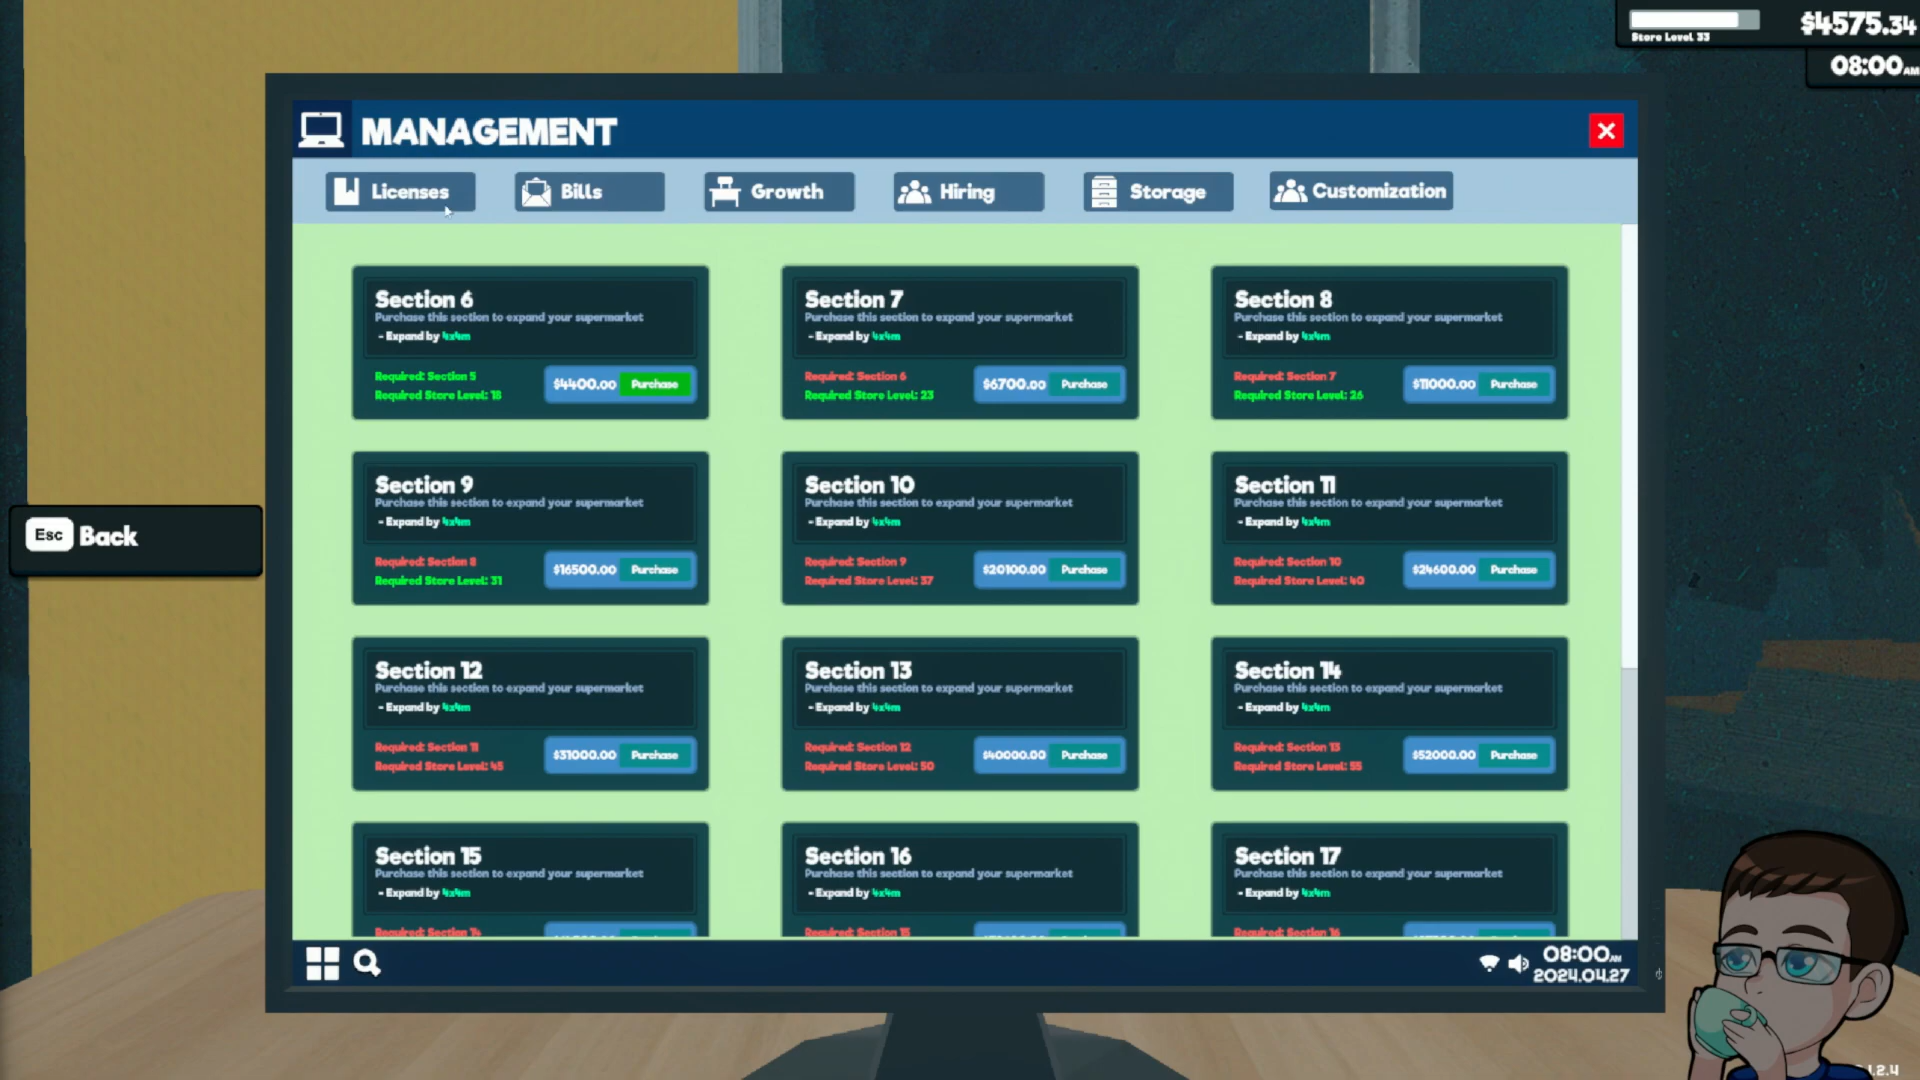 $4575.34
Store Level 33
08:00AM
MANAGEMENT
Licenses
Bills
Growth
Hiring
Storage
Customization
Section 6
Purchase this section to expand your supermarket
- Expand by 4x4m
Required: Section 5
Required Store Level: 18
$4400.00 Purchase
Section 7
Purchase this section to expand your supermarket
- Expand by 4x4m
Required: Section 6
Required Store Level: 23
$6700.00 Purchase
Section 8
Purchase this section to expand your supermarket
- Expand by 4x4m
Required: Section 7
Required Store Level: 26
$11000.00 Purchase
Esc Back
Section 9
Purchase this section to expand your supermarket
- Expand by 4x4m
Required: Section 8
Required Store Level: 31
$16500.00 Purchase
Section 10
Purchase this section to expand your supermarket
- Expand by 4x4m
Required: Section 9
Required Store Level: 37
$20100.00 Purchase
Section 11
Purchase this section to expand your supermarket
- Expand by 4x4m
Required: Section 10
Required Store Level: 40
$24600.00 Purchase
Section 12
Purchase this section to expand your supermarket
- Expand by 4x4m
Required: Section 11
Required Store Level: 45
$31000.00 Purchase
Section 13
Purchase this section to expand your supermarket
- Expand by 4x4m
Required: Section 12
Required Store Level: 50
$40000.00 Purchase
Section 14
Purchase this section to expand your supermarket
- Expand by 4x4m
Required: Section 13
Required Store Level: 55
$52000.00 Purchase
Section 15
Purchase this section to expand your supermarket
- Expand by 4x4m
Required: Section 14
Section 16
Purchase this section to expand your supermarket
- Expand by 4x4m
Required: Section 15
Section 17
Purchase this section to expand your supermarket
- Expand by 4x4m
Required: Section 16
08:00AM
2024.04.27